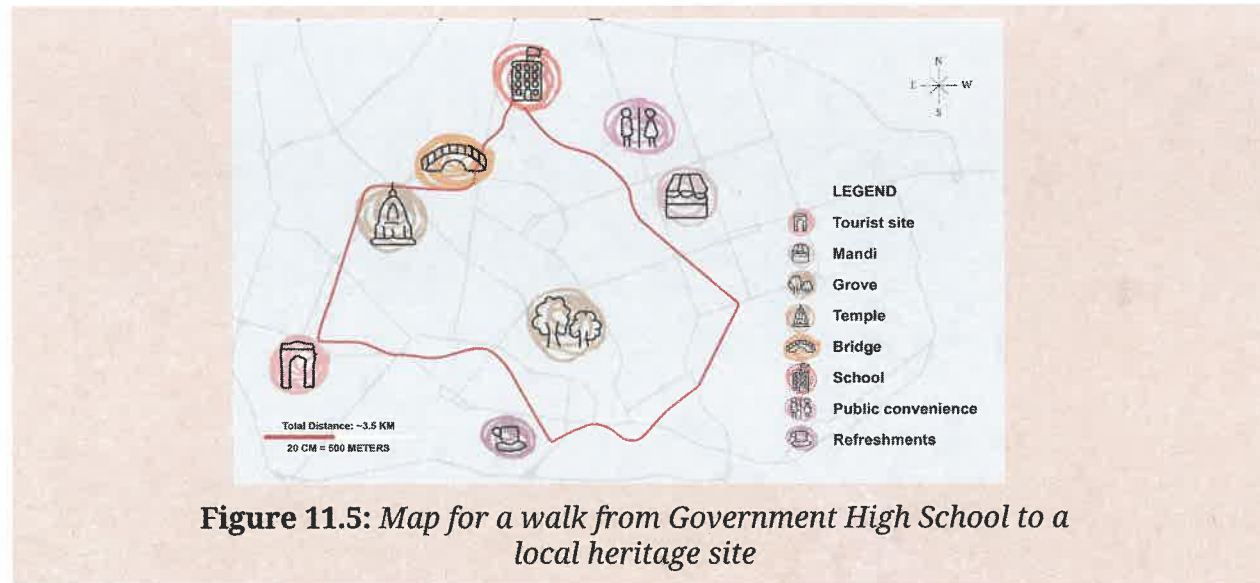 N
E W
S
LEGEND
Tourist site
Mandi
Grove
Temple
Bridge
School
Public convenience
Refreshments
Total Distance: ~3.5 KM
20 CM = 500 METERS
Figure 11.5: Map for a walk from Government High School to a
local heritage site